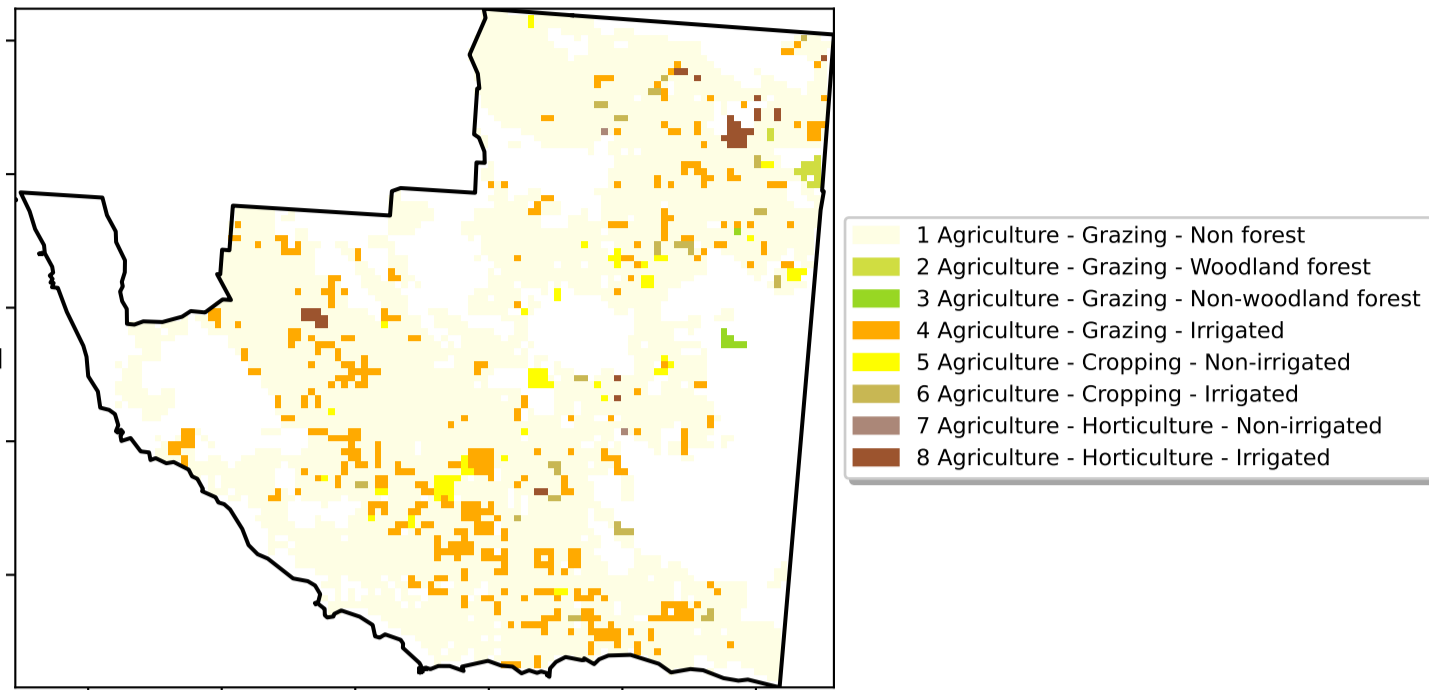 1 Agriculture - Grazing - Non forest
2 Agriculture - Grazing - Woodland forest
3 Agriculture - Grazing - Non-woodland forest
4 Agriculture - Grazing - Irrigated
5 Agriculture - Cropping - Non-irrigated
6 Agriculture - Cropping - Irrigated
7 Agriculture - Horticulture - Non-irrigated
8 Agriculture - Horticulture - Irrigated